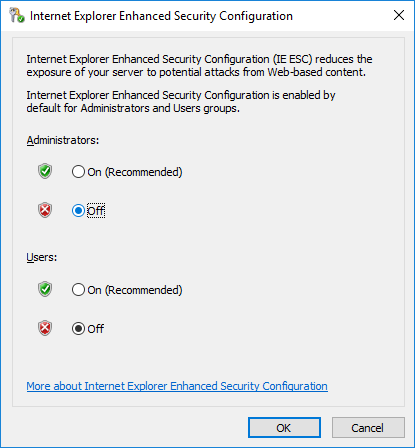 Internet Explorer Enhanced Security Configuration
Internet Explorer Enhanced Security Configuration (IE ESC) reduces the
exposure of your server to potential attacks from Web-based content.
Internet Explorer Enhanced Security Configuration is enabled by
default for Administrators and Users groups.
Administrators:
On (Recommended)
Off
Users:
On (Recommended)
Off
More about Internet Explorer Enhanced Security Configuration
OK
Cancel